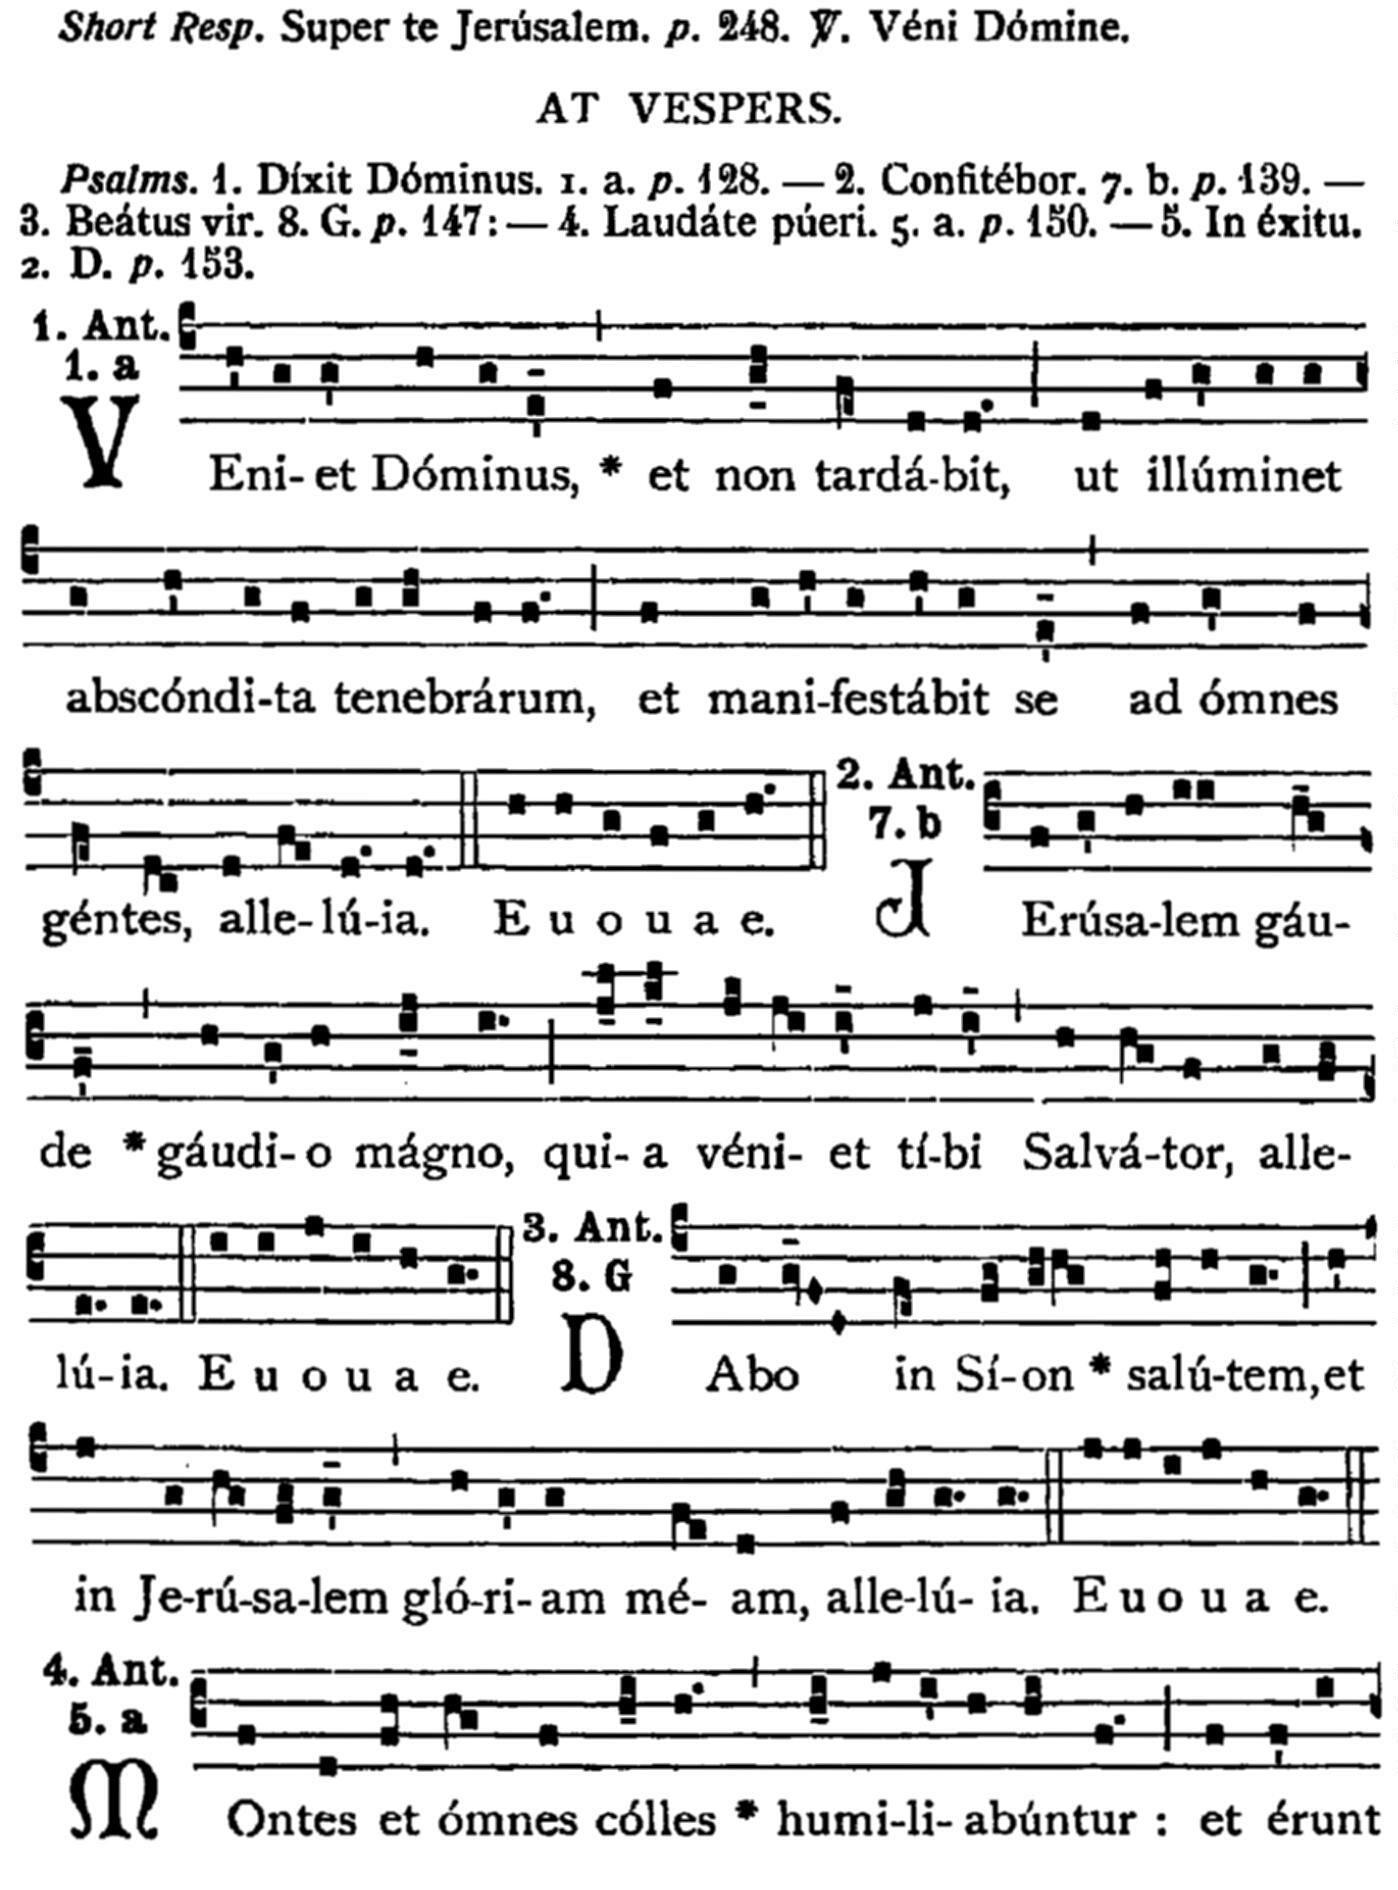 Short Resp. Super te Jerúsalem. p. 248. ℣. Véni Dómine.
AT VESPERS.
Psalms. 1. Díxit Dóminus. 1. a. p. 128. — 2. Confitébor. 7. b. p. 139. —
3. Beátus vir. 8. G. p. 147: — 4. Laudáte púeri. 5. a. p. 150. — 5. In éxitu.
2. D. p. 153.
1. Ant.
1. a
VEni-et Dóminus, * et non tardá-bit, ut illúminet
abscóndi-ta tenebrárum, et mani-festábit se ad ómnes
géntes, alle-lú-ia. E u o u a e.
2. Ant.
7. b
JErúsa-lem gáu-
de * gáudi-o mágno, qui-a véni-et tí-bi Salvá-tor, alle-
lú-ia. E u o u a e.
3. Ant.
8. G
DAbo in Sí-on * salú-tem, et
in Je-rú-sa-lem gló-ri-am mé-am, alle-lú-ia. E u o u a e.
4. Ant.
5. a
MOntes et ómnes cólles * humi-li-abúntur : et érunt